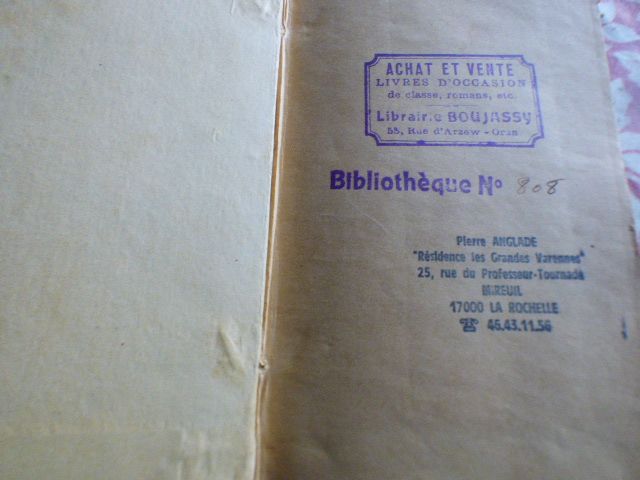 ACHAT ET VENTE
LIVRES D'OCCASION
de classe, romans, etc.
Librairie BOUJASSY
55, Rue d'Arzew - Oran
Bibliothèque No 808
Pierre ANGLADE
"Résidence les Grandes Varennes"
25, rue du Professeur-Tournade
MIREUIL
17000 LA ROCHELLE
☎ 46.43.11.56